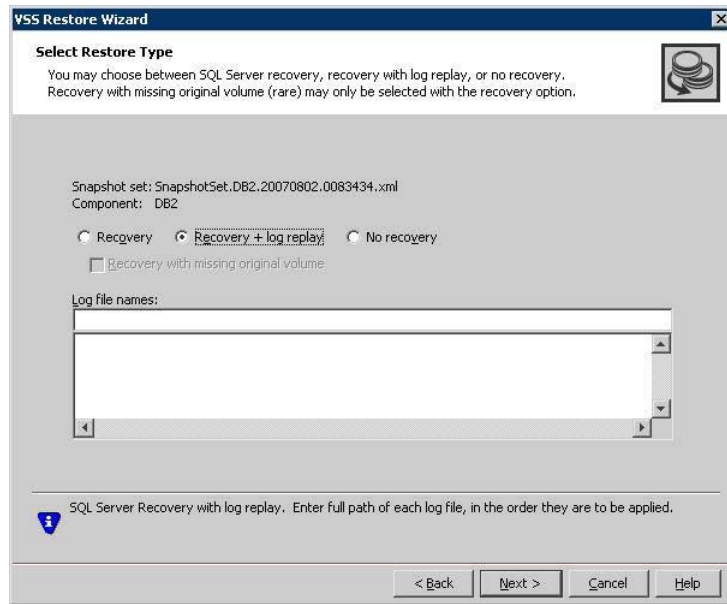 VSS Restore Wizard
Select Restore Type
You may choose between SQL Server recovery, recovery with log replay, or no recovery.
Recovery with missing original volume (rare) may only be selected with the recovery option.
Snapshot set: SnapshotSet.DB2.20070802.0083434.xml
Component: DB2
Recovery Recovery + log replay No recovery
Recovery with missing original volume
Log file names:
SQL Server Recovery with log replay. Enter full path of each log file, in the order they are to be applied.
< Back Next > Cancel Help